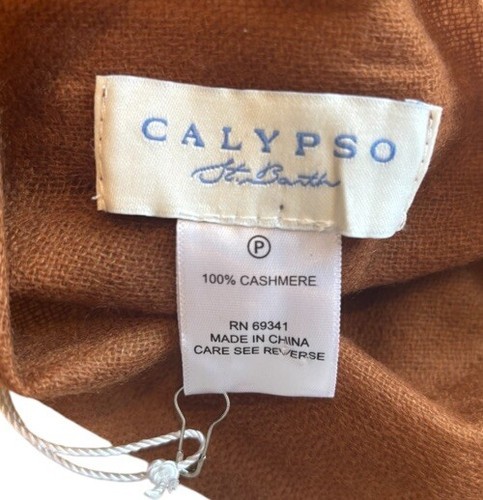 CALYPSO
St. Barth
P
100% CASHMERE
RN 69341
MADE IN CHINA
CARE SEE REVERSE